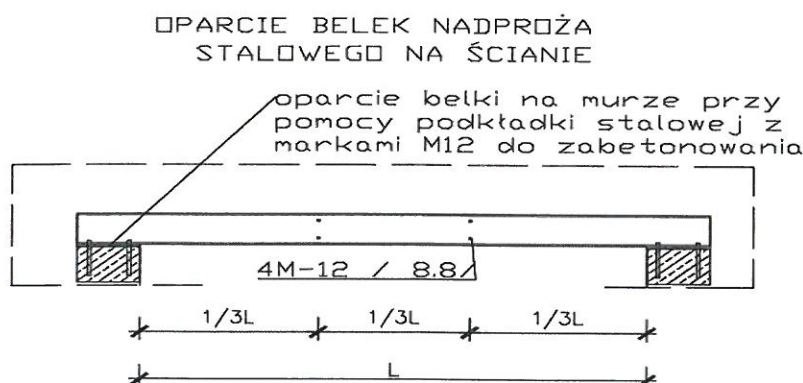 OPARCIE BELEK NADPROŻA
STALOWEGO NA ŚCIANIE
oparcie belki na murze przy
pomocy podkładki stalowej z
markami M12 do zabetonowania
4M-12 / 8.8/
1/3L 1/3L 1/3L
L